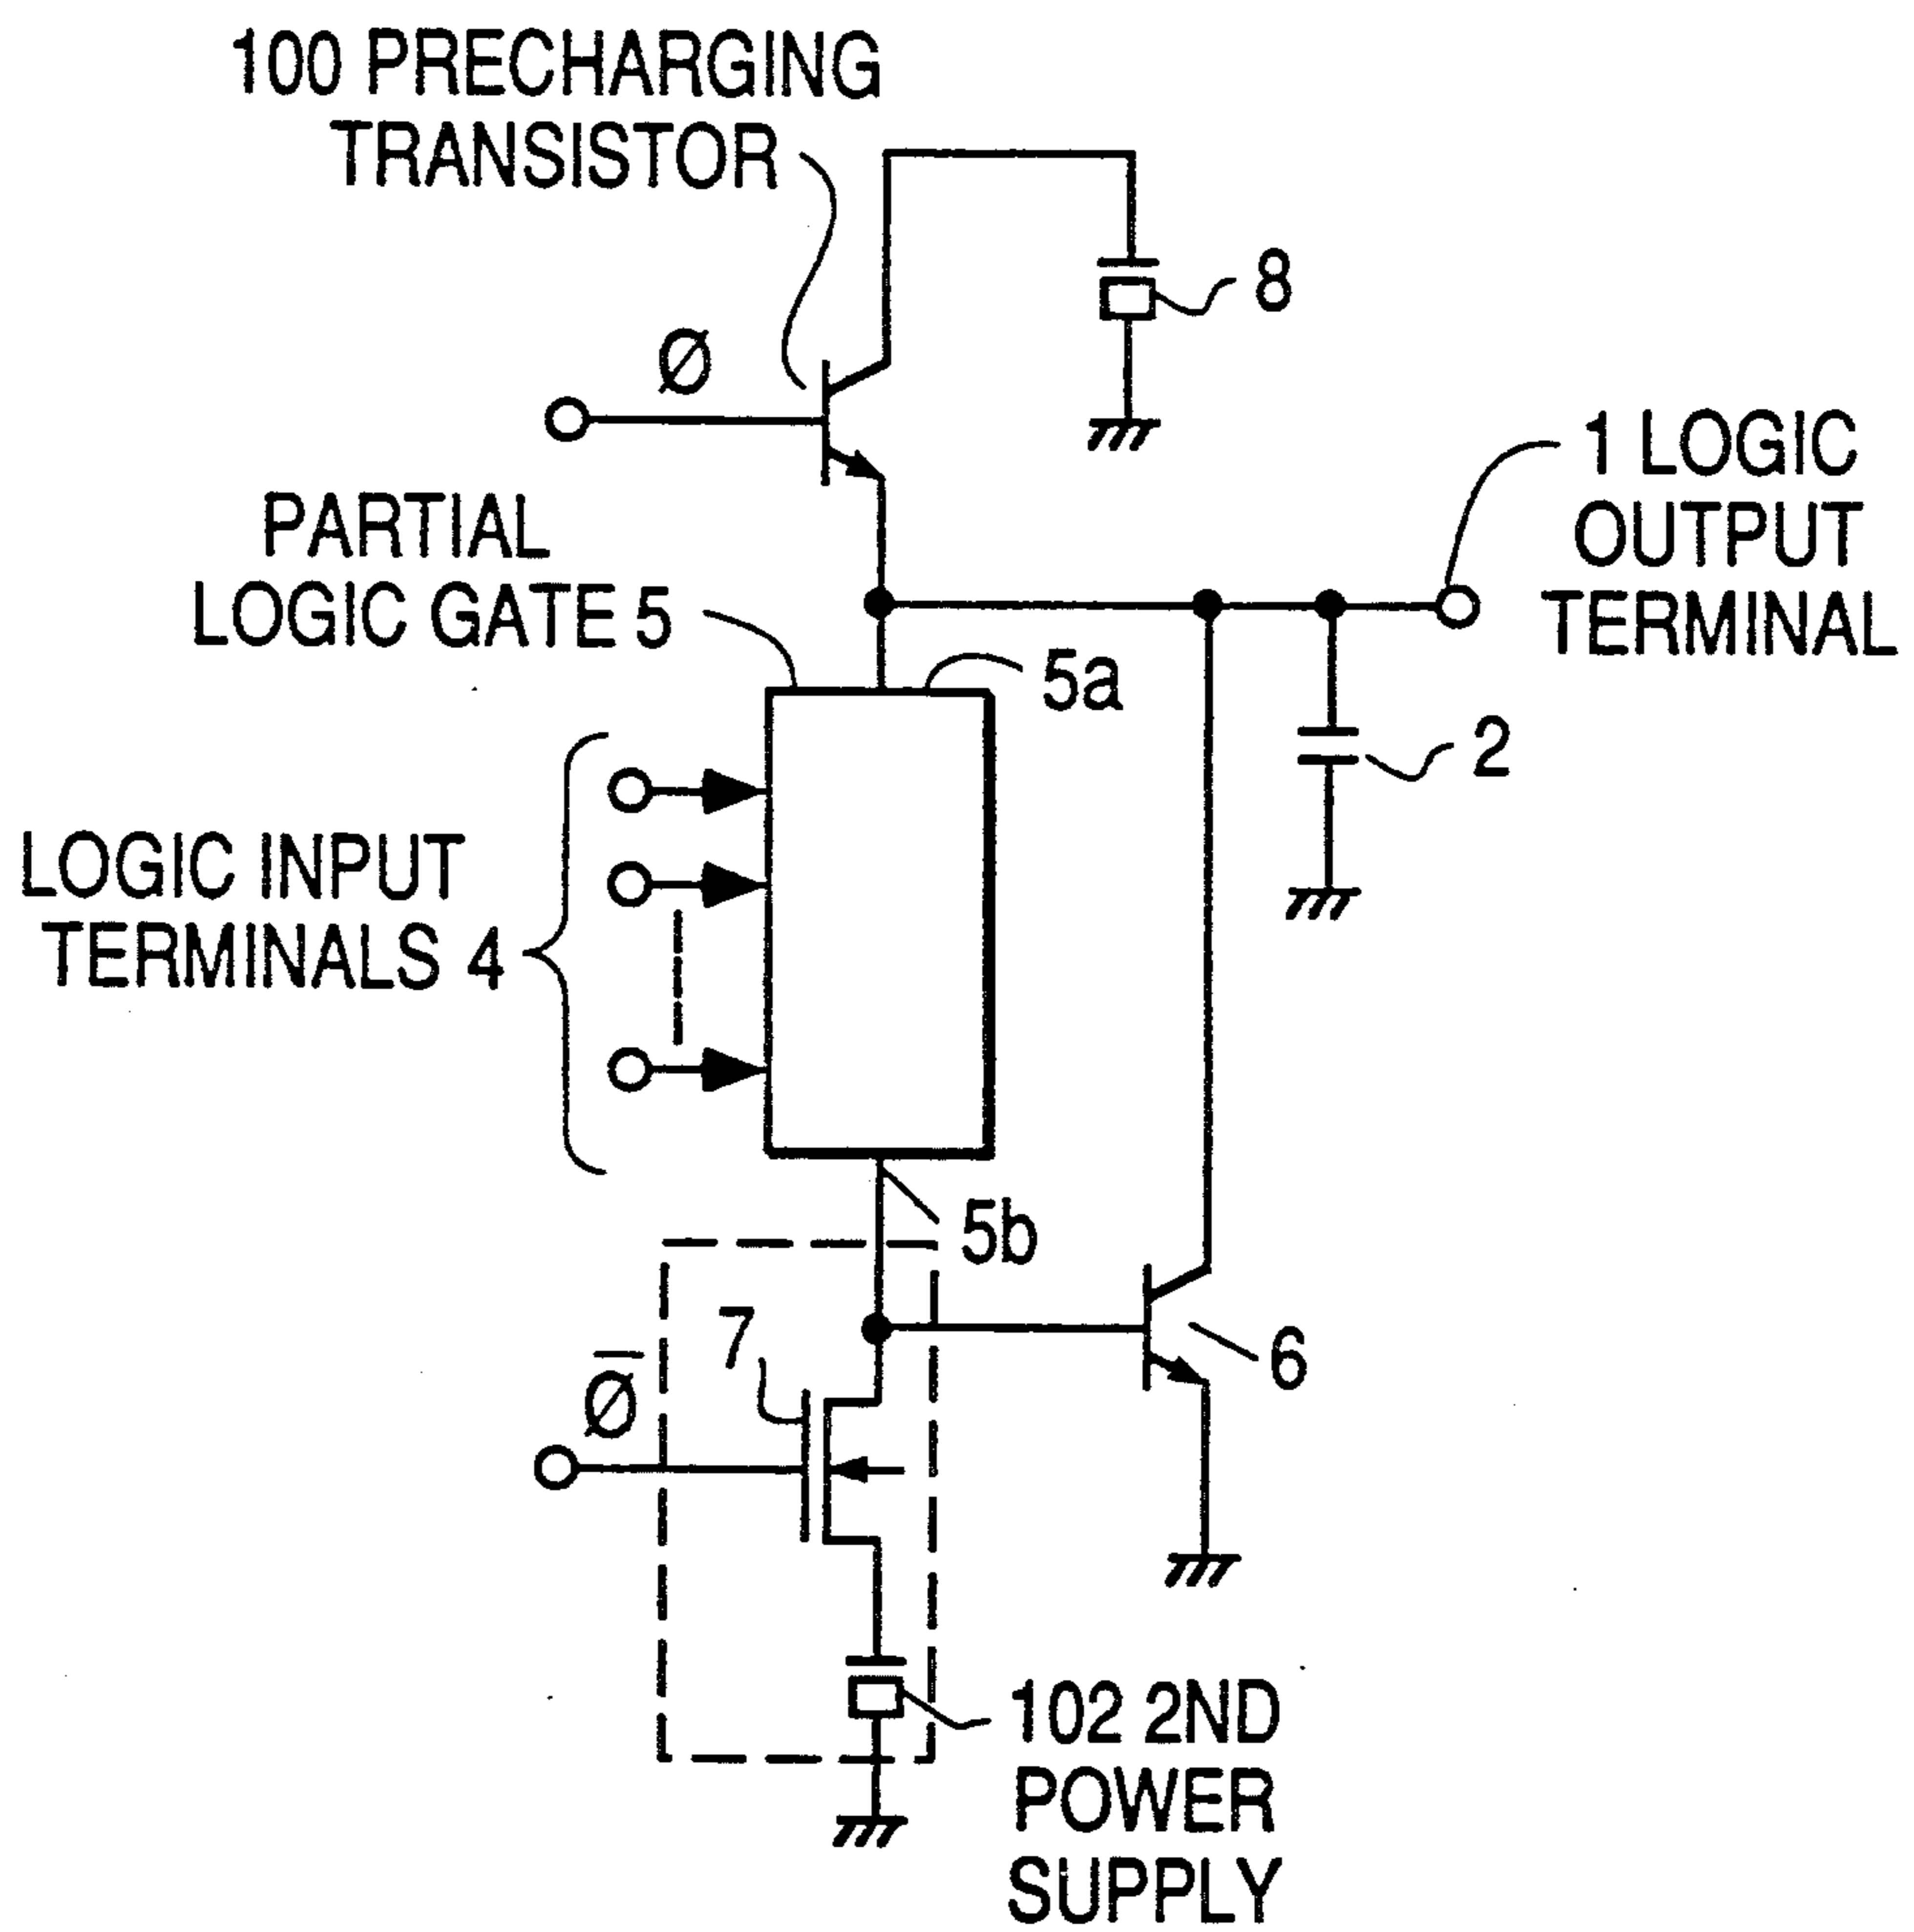 100 PRECHARGING
TRANSISTOR
8
Ø
1 LOGIC
OUTPUT
TERMINAL
PARTIAL
LOGIC GATE 5
5a
2
LOGIC INPUT
TERMINALS 4
5b
7
6
Ø̅
102 2ND
POWER
SUPPLY